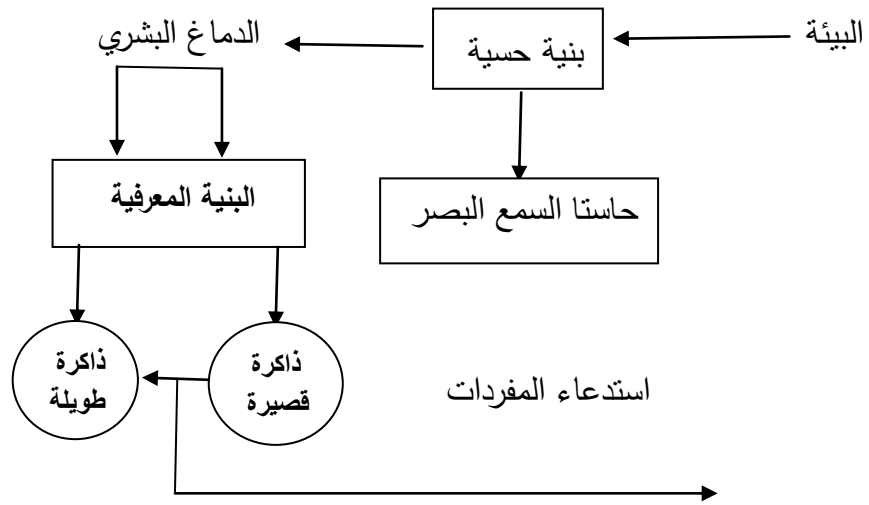 البيئة
بنية حسية
الدماغ البشري
البنية المعرفية
حاستا السمع البصر
ذاكرة
قصيرة
ذاكرة
طويلة
استدعاء المفردات